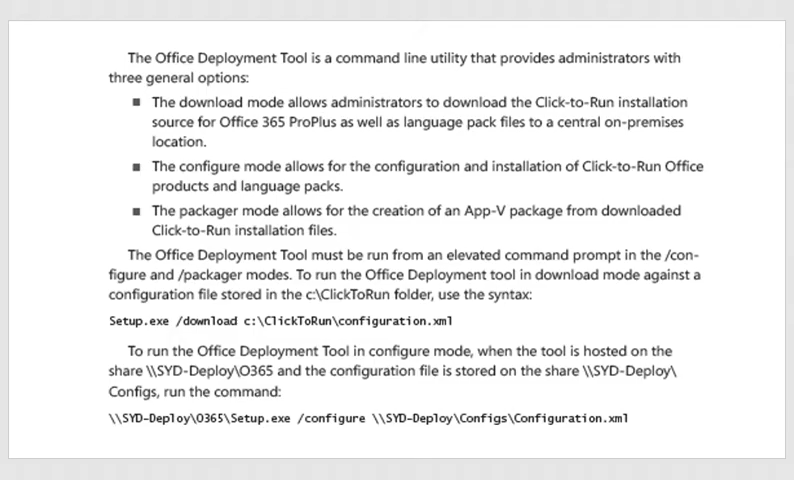 The Office Deployment Tool is a command line utility that provides administrators with
three general options:
■ The download mode allows administrators to download the Click-to-Run installation
source for Office 365 ProPlus as well as language pack files to a central on-premises
location.
■ The configure mode allows for the configuration and installation of Click-to-Run Office
products and language packs.
■ The packager mode allows for the creation of an App-V package from downloaded
Click-to-Run installation files.
The Office Deployment Tool must be run from an elevated command prompt in the /con-
figure and /packager modes. To run the Office Deployment tool in download mode against a
configuration file stored in the c:\ClickToRun folder, use the syntax:
Setup.exe /download c:\ClickToRun\configuration.xml
To run the Office Deployment Tool in configure mode, when the tool is hosted on the
share \\SYD-Deploy\O365 and the configuration file is stored on the share \\SYD-Deploy\
Configs, run the command:
\\SYD-Deploy\O365\Setup.exe /configure \\SYD-Deploy\Configs\Configuration.xml